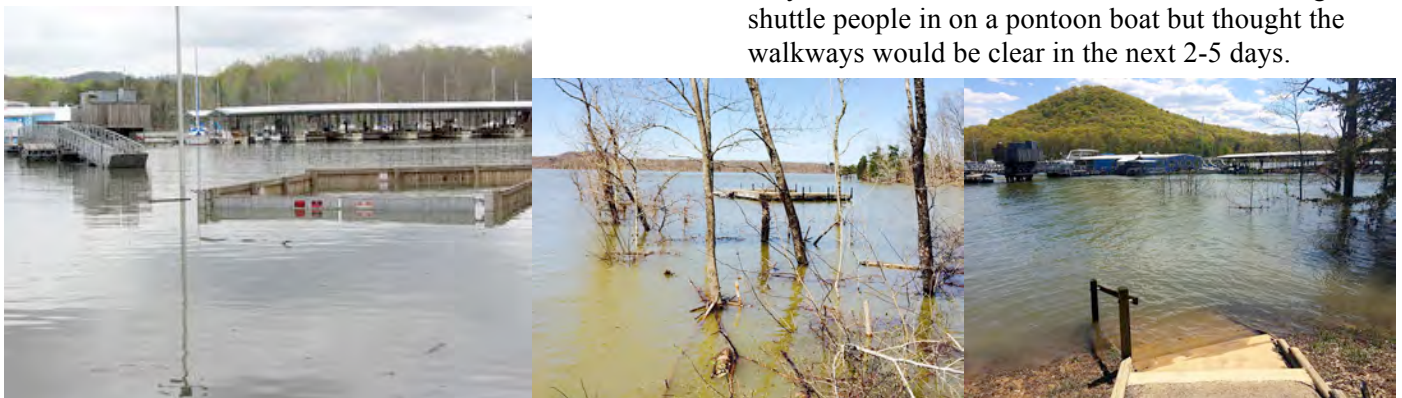 shuttle people in on a pontoon boat but thought the
walkways would be clear in the next 2-5 days.